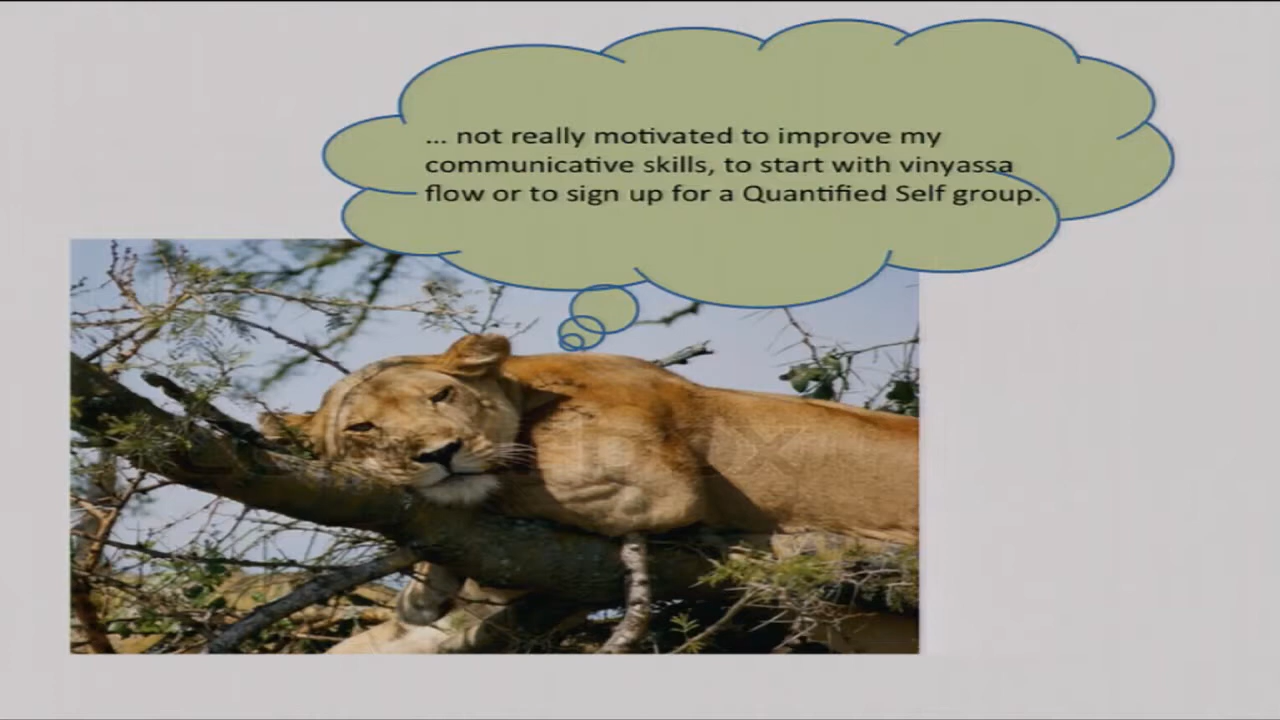 ... not really motivated to improve my
communicative skills, to start with vinyassa
flow or to sign up for a Quantified Self group.